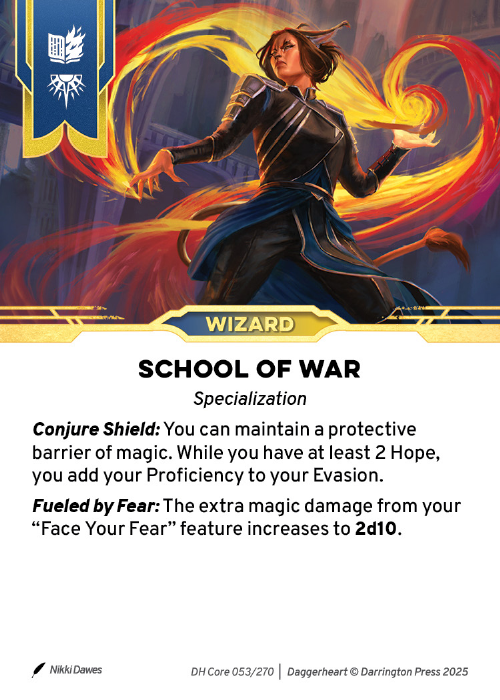 WIZARD
SCHOOL OF WAR
Specialization
Conjure Shield: You can maintain a protective
barrier of magic. While you have at least 2 Hope,
you add your Proficiency to your Evasion.
Fueled by Fear: The extra magic damage from your
“Face Your Fear” feature increases to 2d10.
Nikki Dawes
DH Core 053/270 | Daggerheart © Darrington Press 2025